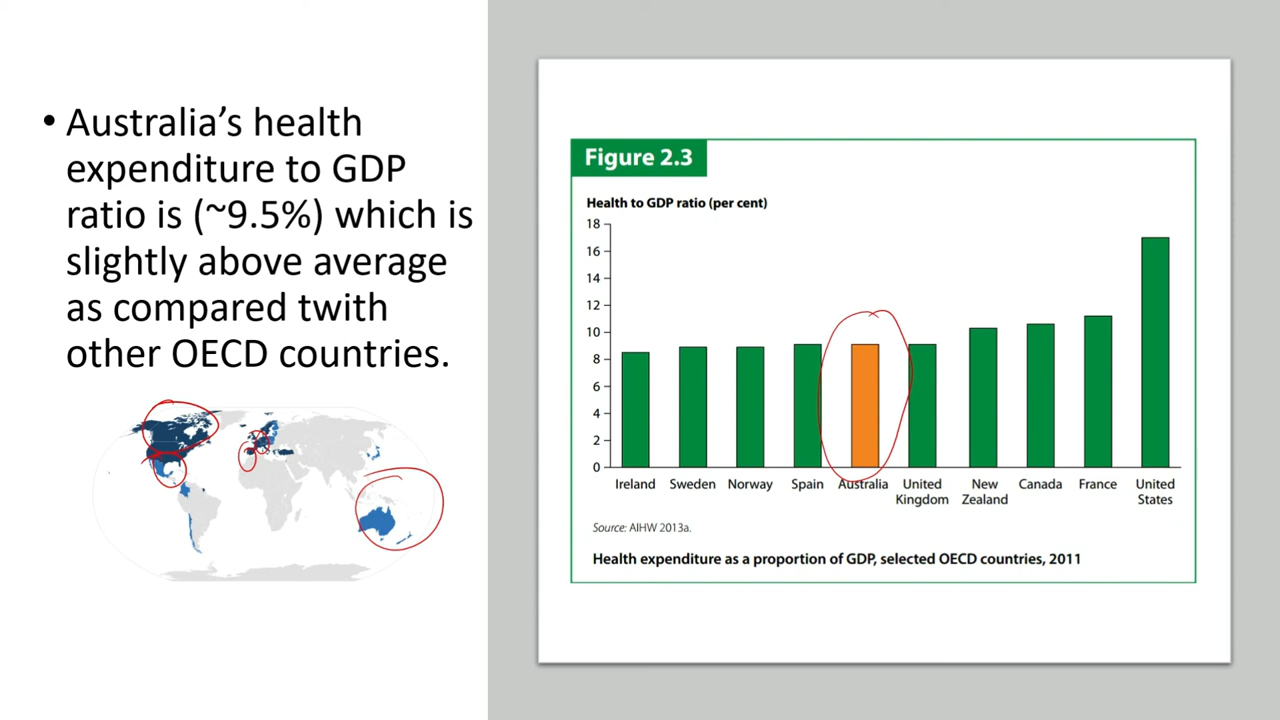 • Australia’s health
expenditure to GDP
ratio is (~9.5%) which is
slightly above average
as compared twith
other OECD countries.
Figure 2.3
Health to GDP ratio (per cent)
18
16
14
12
10
8
6
4
2
0
Ireland Sweden Norway Spain Australia United New Canada France United
Kingdom Zealand States
Source: AIHW 2013a.
Health expenditure as a proportion of GDP, selected OECD countries, 2011